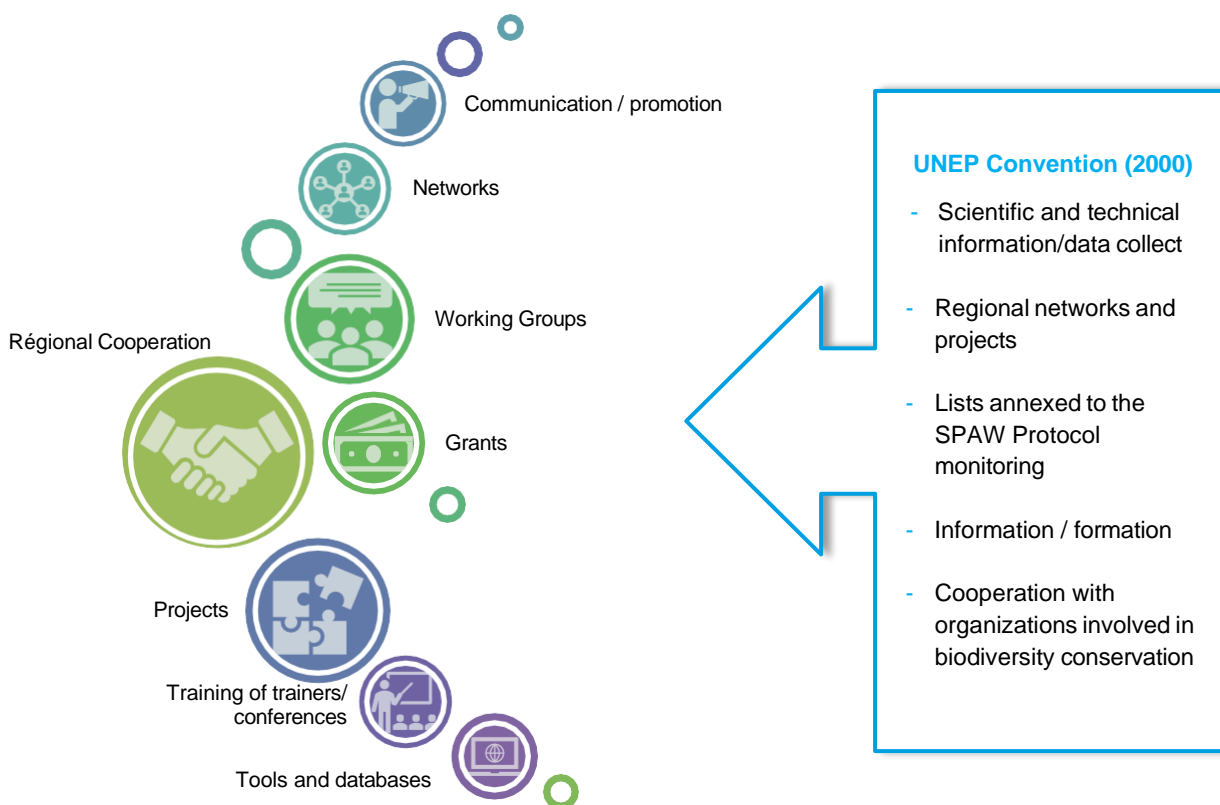 Communication / promotion
Networks
Working Groups
Régional Cooperation
Grants
Projects
Training of trainers/
conferences
Tools and databases
UNEP Convention (2000)
- Scientific and technical
information/data collect
- Regional networks and
projects
- Lists annexed to the
SPAW Protocol
monitoring
- Information / formation
- Cooperation with
organizations involved in
biodiversity conservation